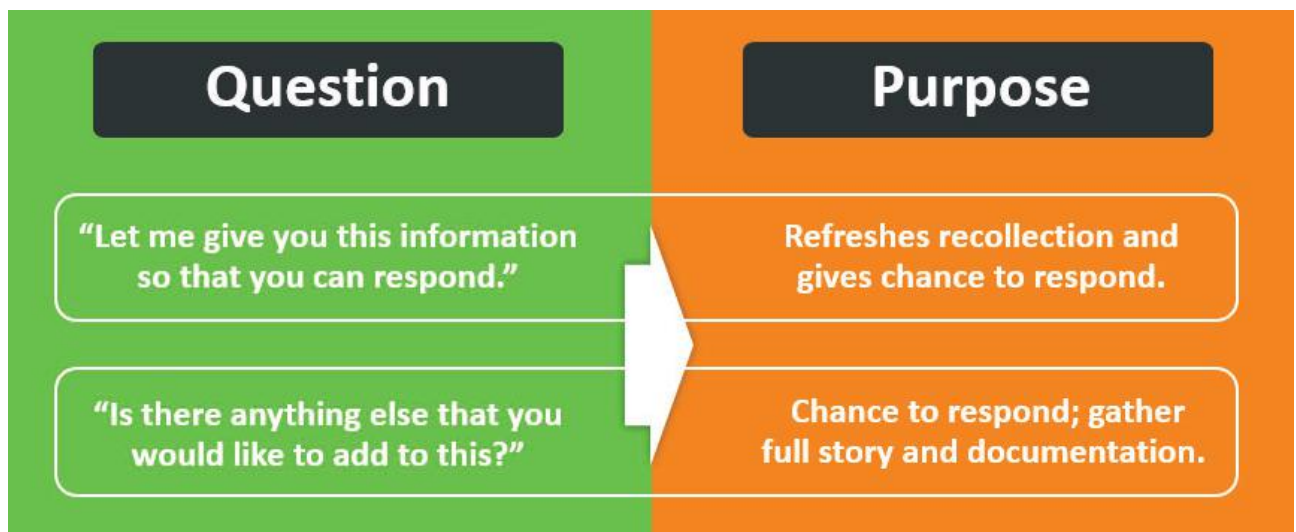 Question
Purpose
“Let me give you this information
so that you can respond.”
Refreshes recollection and
gives chance to respond.
“Is there anything else that you
would like to add to this?”
Chance to respond; gather
full story and documentation.